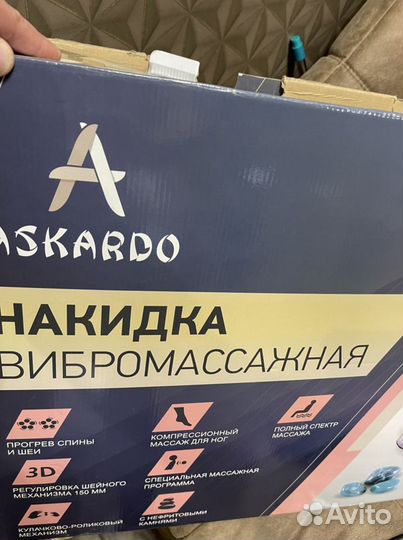 ASKARDO
НАКИДКА
ВИБРОМАССАЖНАЯ
ПРОГРЕВ СПИНЫ
И ШЕИ
КОМПРЕССИОННЫЙ
МАССАЖ ДЛЯ НОГ
ПОЛНЫЙ СПЕКТР
МАССАЖА
3D
РЕГУЛИРОВКА ШЕЙНОГО
МЕХАНИЗМА 150 ММ
СПЕЦИАЛЬНАЯ МАССАЖНАЯ
ПРОГРАММА
КУЛАЧКОВО-РОЛИКОВЫЙ
МЕХАНИЗМ
С НЕФРИТОВЫМИ
КАМНЯМИ
Avito